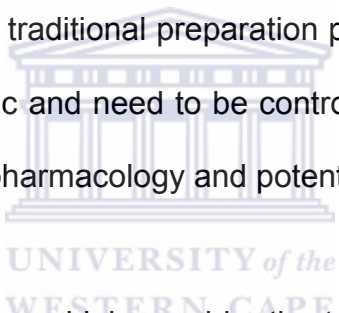 traditional preparation p
c and need to be contro
pharmacology and potent
UNIVERSITY of the
WESTERN CAPE